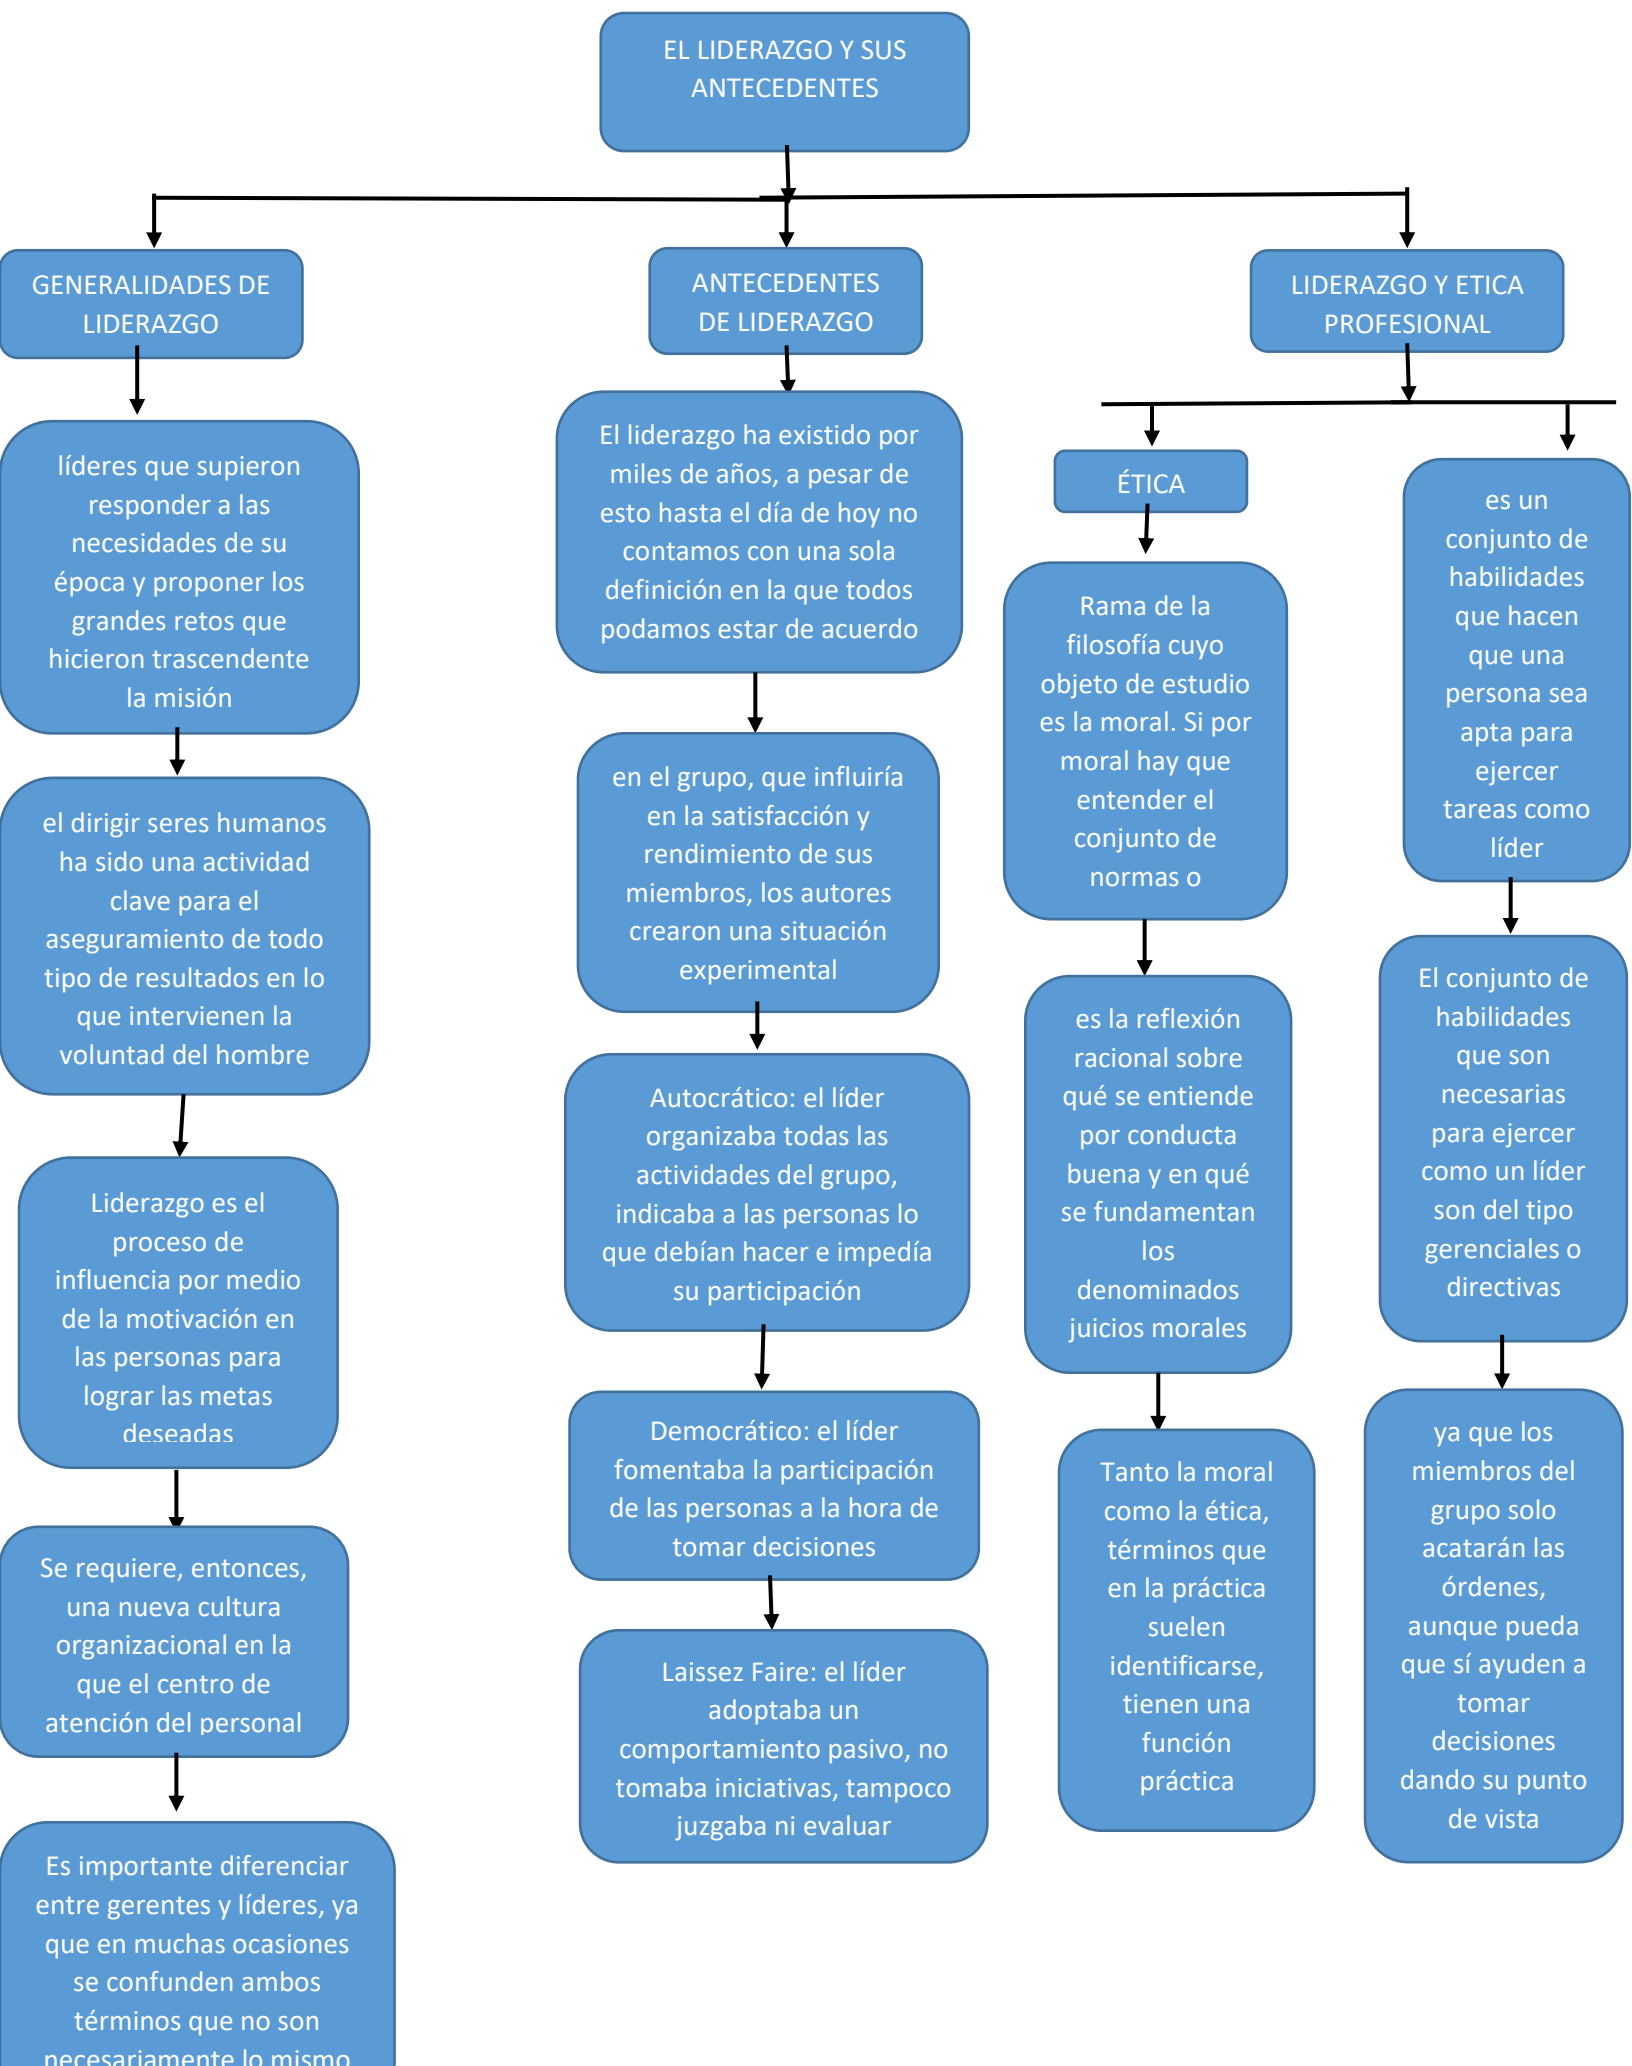 EL LIDERAZGO Y SUS
ANTECEDENTES
GENERALIDADES DE
LIDERAZGO
líderes que supieron
responder a las
necesidades de su
época y proponer los
grandes retos que
hicieron trascendente
la misión
el dirigir seres humanos
ha sido una actividad
clave para el
aseguramiento de todo
tipo de resultados en lo
que intervienen la
voluntad del hombre
Liderazgo es el
proceso de
influencia por medio
de la motivación en
las personas para
lograr las metas
deseadas
Se requiere, entonces,
una nueva cultura
organizacional en la
que el centro de
atención del personal
Es importante diferenciar
entre gerentes y líderes, ya
que en muchas ocasiones
se confunden ambos
términos que no son
necesariamente lo mismo
ANTECEDENTES
DE LIDERAZGO
El liderazgo ha existido por
miles de años, a pesar de
esto hasta el día de hoy no
contamos con una sola
definición en la que todos
podamos estar de acuerdo
en el grupo, que influiría
en la satisfacción y
rendimiento de sus
miembros, los autores
crearon una situación
experimental
Autocrático: el líder
organizaba todas las
actividades del grupo,
indicaba a las personas lo
que debían hacer e impedía
su participación
Democrático: el líder
fomentaba la participación
de las personas a la hora de
tomar decisiones
Laissez Faire: el líder
adoptaba un
comportamiento pasivo, no
tomaba iniciativas, tampoco
juzgaba ni evaluar
LIDERAZGO Y ETICA
PROFESIONAL
ÉTICA
Rama de la
filosofía cuyo
objeto de estudio
es la moral. Si por
moral hay que
entender el
conjunto de
normas o
es la reflexión
racional sobre
qué se entiende
por conducta
buena y en qué
se fundamentan
los
denominados
juicios morales
Tanto la moral
como la ética,
términos que
en la práctica
suelen
identificarse,
tienen una
función
práctica
es un
conjunto de
habilidades
que hacen
que una
persona sea
apta para
ejercer
tareas como
líder
El conjunto de
habilidades
que son
necesarias
para ejercer
como un líder
son del tipo
gerenciales o
directivas
ya que los
miembros del
grupo solo
acatarán las
órdenes,
aunque pueda
que sí ayuden a
tomar
decisiones
dando su punto
de vista